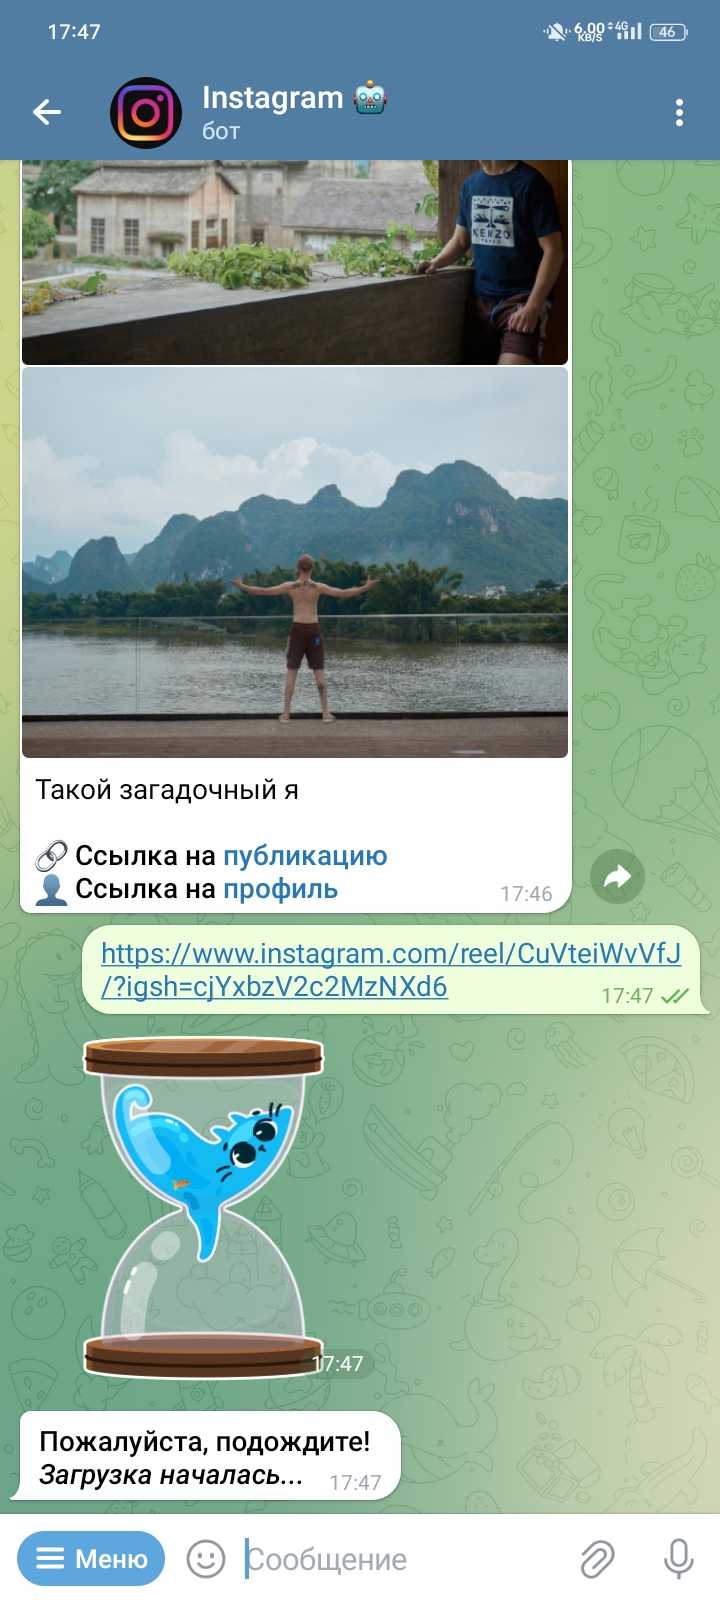 17:47
6.00 KB/S 4G 46
Instagram
бот
KENZO
Такой загадочный я
Ссылка на публикацию
Ссылка на профиль
17:46
https://www.instagram.com/reel/CuVteiWvVfJ
/?igsh=cjYxbzV2c2MzNXd6
17:47
17:47
Пожалуйста, подождите!
Загрузка началась...
17:47
Меню
Сообщение